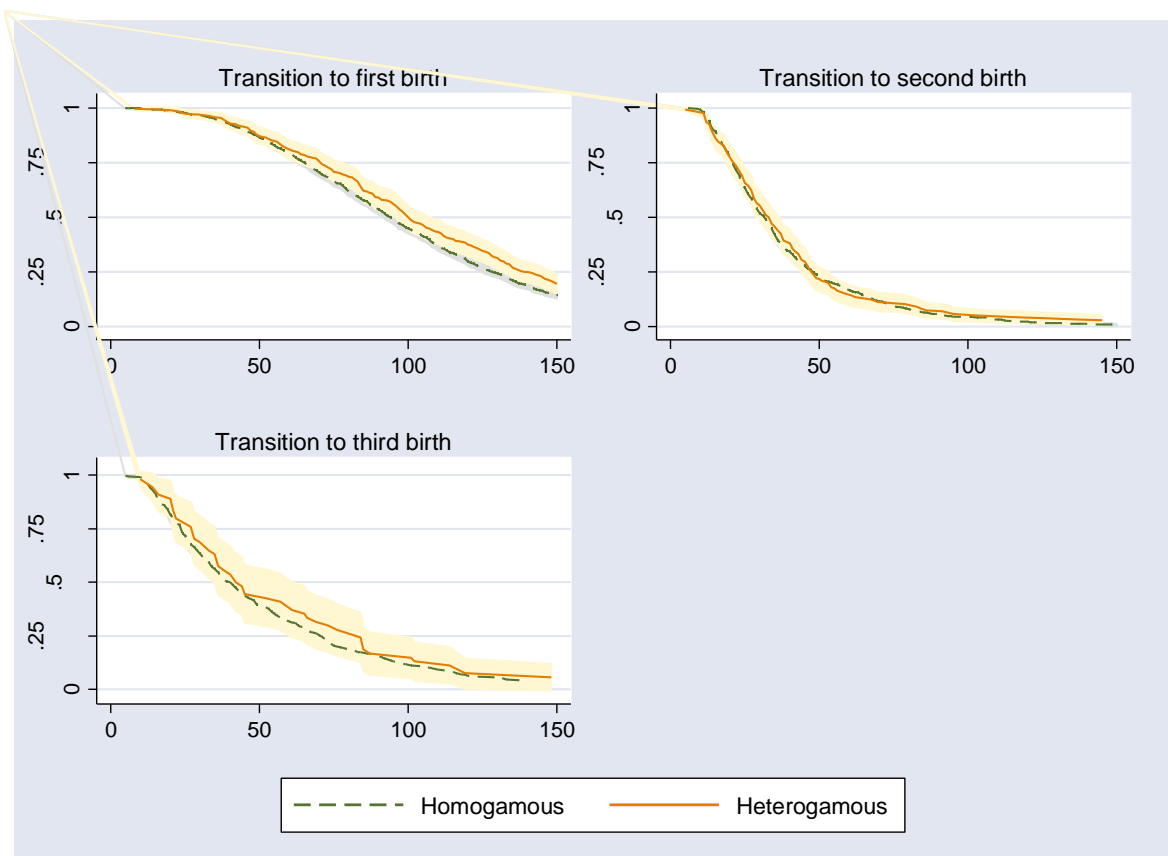 Transition to first birth
1
.75
.5
.25
0
0 50 100 150
Transition to second birth
1
.75
.5
.25
0
0 50 100 150
Transition to third birth
1
.75
.5
.25
0
0 50 100 150
Homogamous Heterogamous